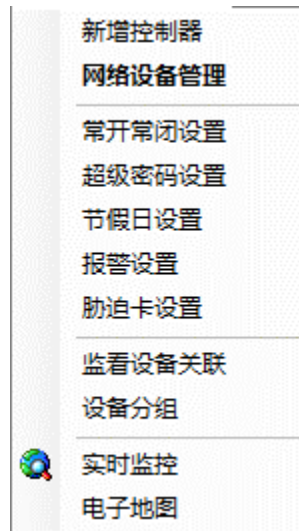 新增控制器
网络设备管理
常开常闭设置
超级密码设置
节假日设置
报警设置
胁迫卡设置
监看设备关联
设备分组
实时监控
电子地图